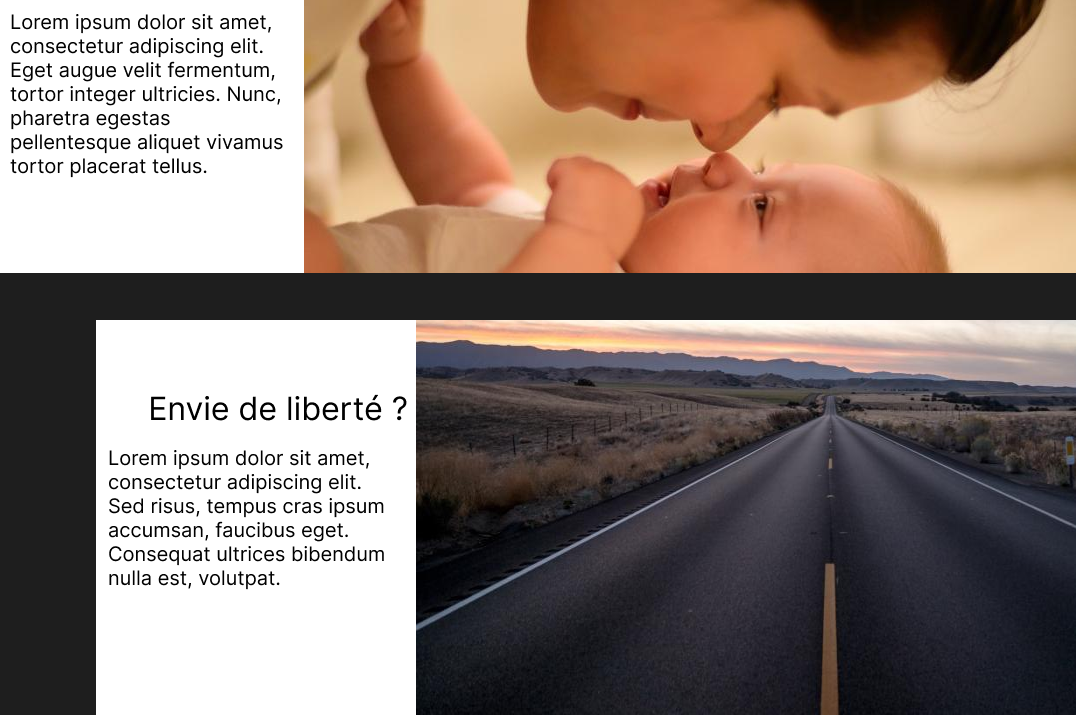 Lorem ipsum dolor sit amet,
consectetur adipiscing elit.
Eget augue velit fermentum,
tortor integer ultricies. Nunc,
pharetra egestas
pellentesque aliquet vivamus
tortor placerat tellus.
Envie de liberté ?
Lorem ipsum dolor sit amet,
consectetur adipiscing elit.
Sed risus, tempus cras ipsum
accumsan, faucibus eget.
Consequat ultrices bibendum
nulla est, volutpat.